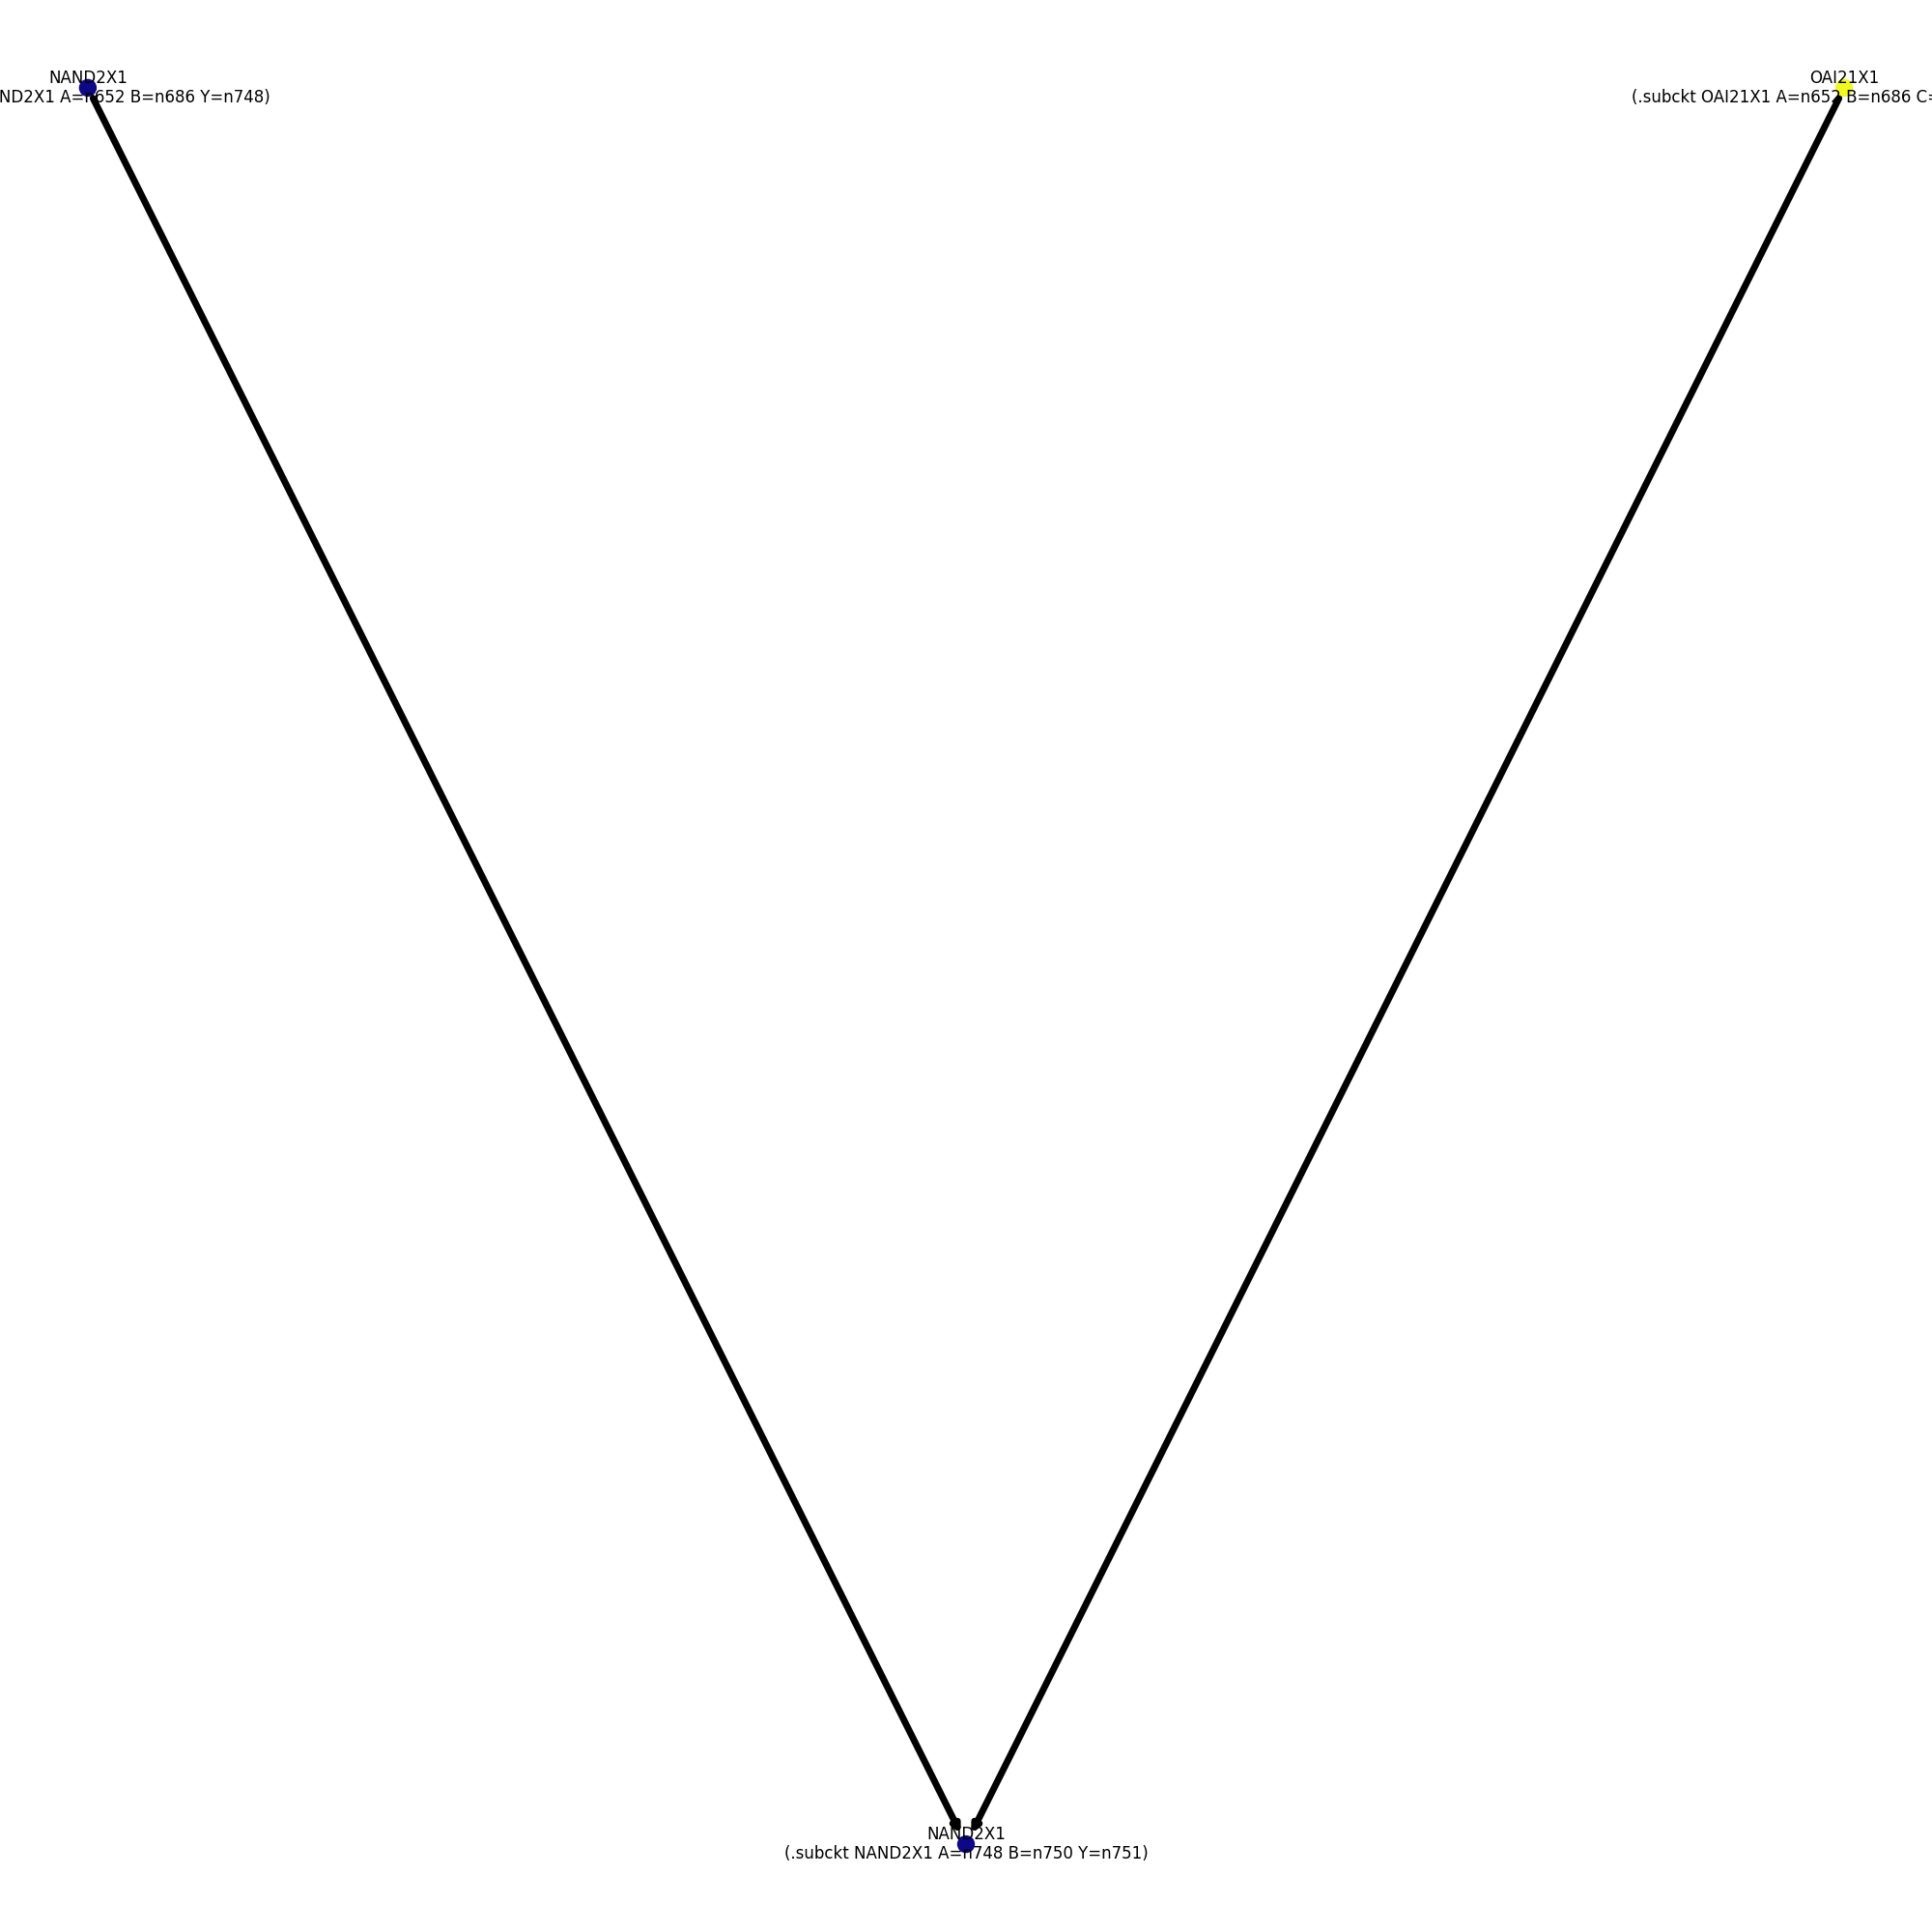 NAND2X1
ND2X1 A=n652 B=n686 Y=n748)
OAI21X1
(.subckt OAI21X1 A=n652 B=n686 C=
NAND2X1
(.subckt NAND2X1 A=n748 B=n750 Y=n751)